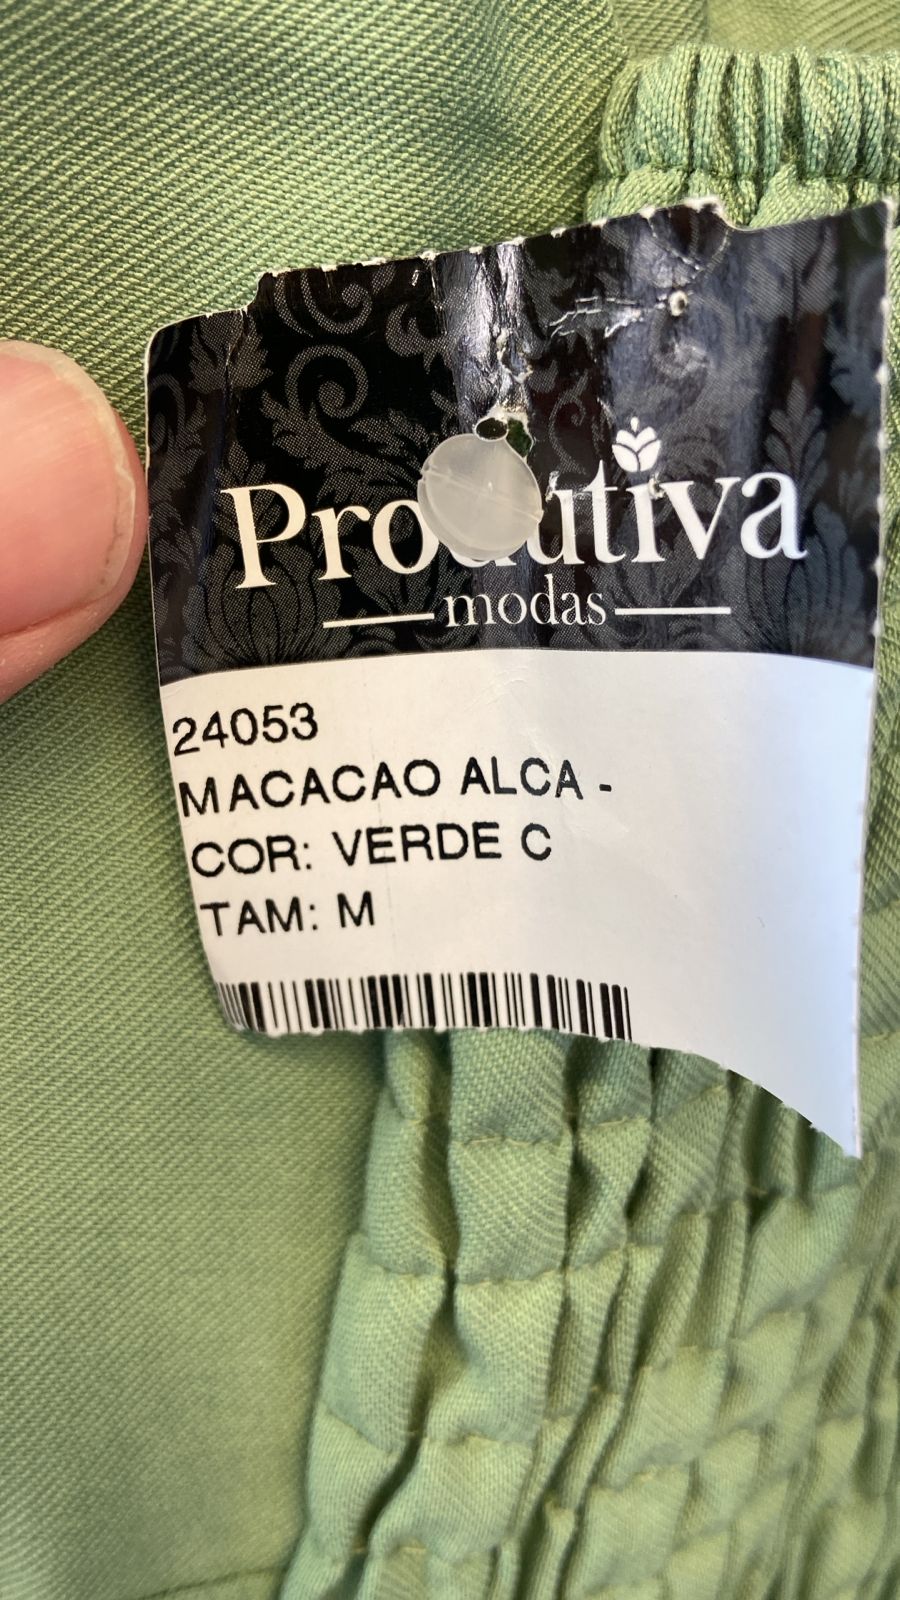 Produtiva
modas
24053
MACACAO ALCA -
COR: VERDE C
TAM: M